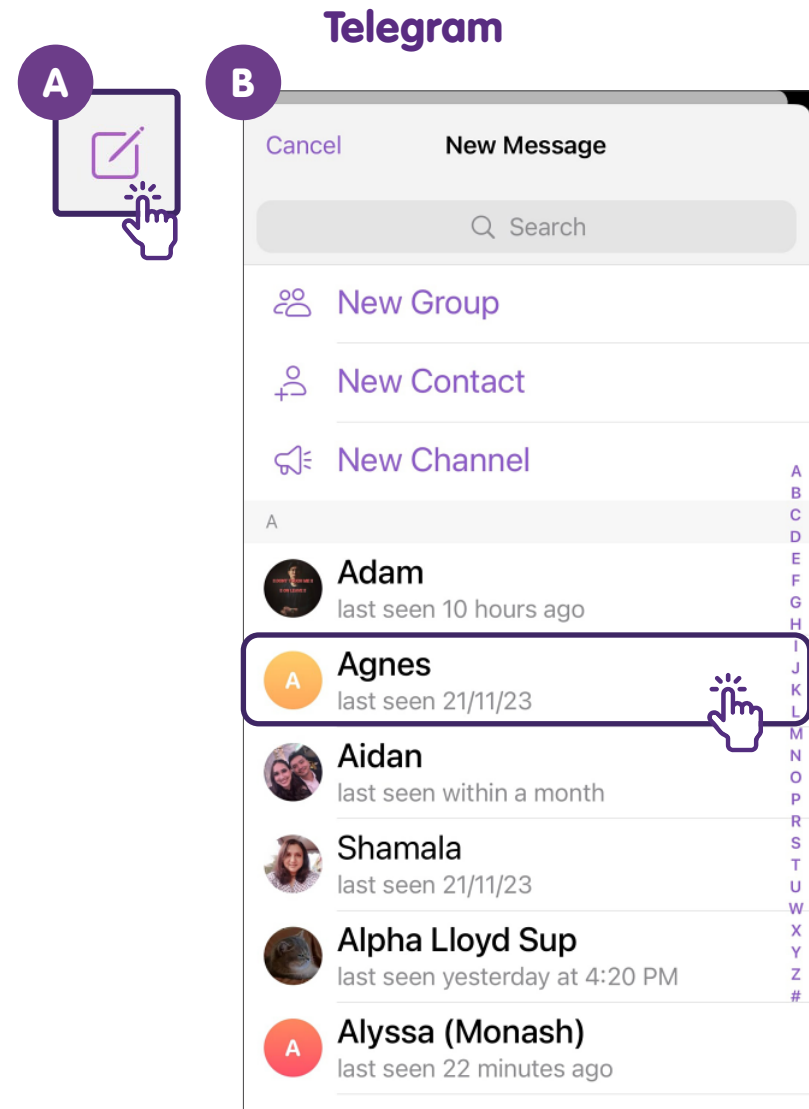 Telegram
A
B
Cancel
New Message
Search
New Group
New Contact
New Channel
A
Adam
last seen 10 hours ago
A
Agnes
last seen 21/11/23
Aidan
last seen within a month
Shamala
last seen 21/11/23
Alpha Lloyd Sup
last seen yesterday at 4:20 PM
A
Alyssa (Monash)
last seen 22 minutes ago
A
B
C
D
E
F
G
H
I
J
K
L
M
N
O
P
R
S
T
U
W
X
Y
Z
#